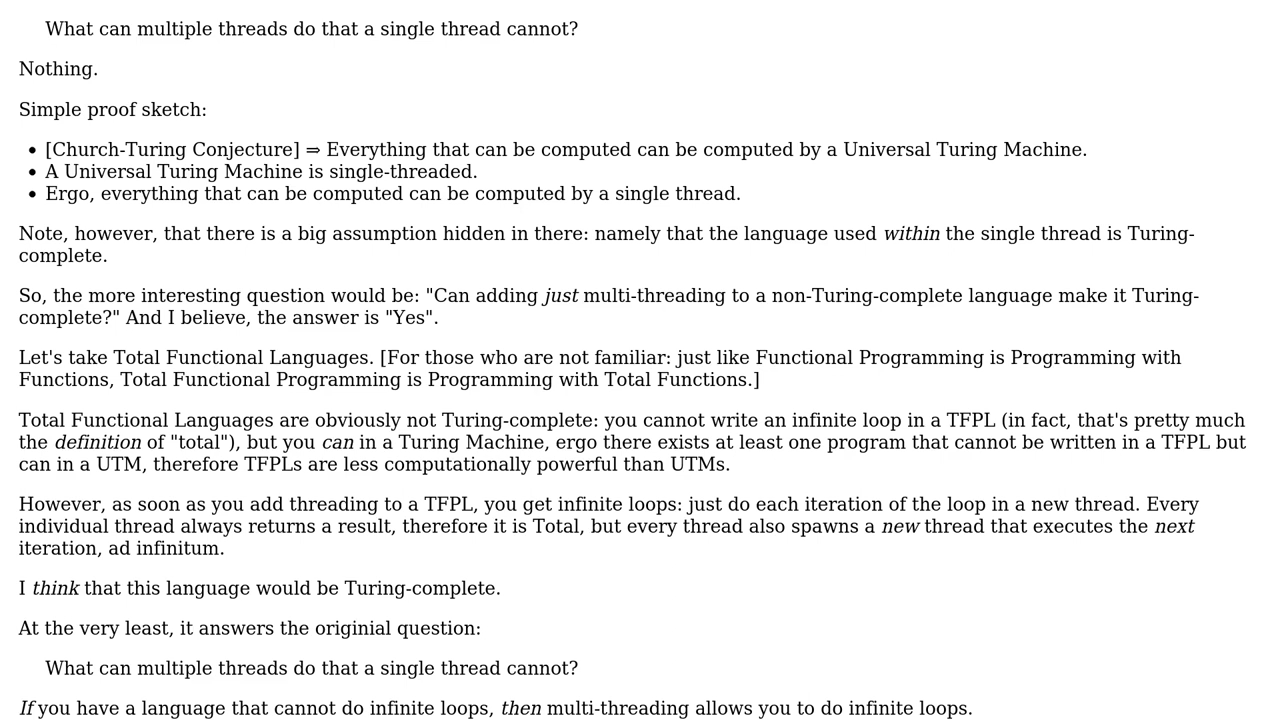 What can multiple threads do that a single thread cannot?
Nothing.
Simple proof sketch:
• [Church-Turing Conjecture] ⇒ Everything that can be computed can be computed by a Universal Turing Machine.
• A Universal Turing Machine is single-threaded.
• Ergo, everything that can be computed can be computed by a single thread.
Note, however, that there is a big assumption hidden in there: namely that the language used within the single thread is Turing-
complete.
So, the more interesting question would be: "Can adding just multi-threading to a non-Turing-complete language make it Turing-
complete?" And I believe, the answer is "Yes".
Let's take Total Functional Languages. [For those who are not familiar: just like Functional Programming is Programming with
Functions, Total Functional Programming is Programming with Total Functions.]
Total Functional Languages are obviously not Turing-complete: you cannot write an infinite loop in a TFPL (in fact, that's pretty much
the definition of "total"), but you can in a Turing Machine, ergo there exists at least one program that cannot be written in a TFPL but
can in a UTM, therefore TFPLs are less computationally powerful than UTMs.
However, as soon as you add threading to a TFPL, you get infinite loops: just do each iteration of the loop in a new thread. Every
individual thread always returns a result, therefore it is Total, but every thread also spawns a new thread that executes the next
iteration, ad infinitum.
I think that this language would be Turing-complete.
At the very least, it answers the originial question:
What can multiple threads do that a single thread cannot?
If you have a language that cannot do infinite loops, then multi-threading allows you to do infinite loops.